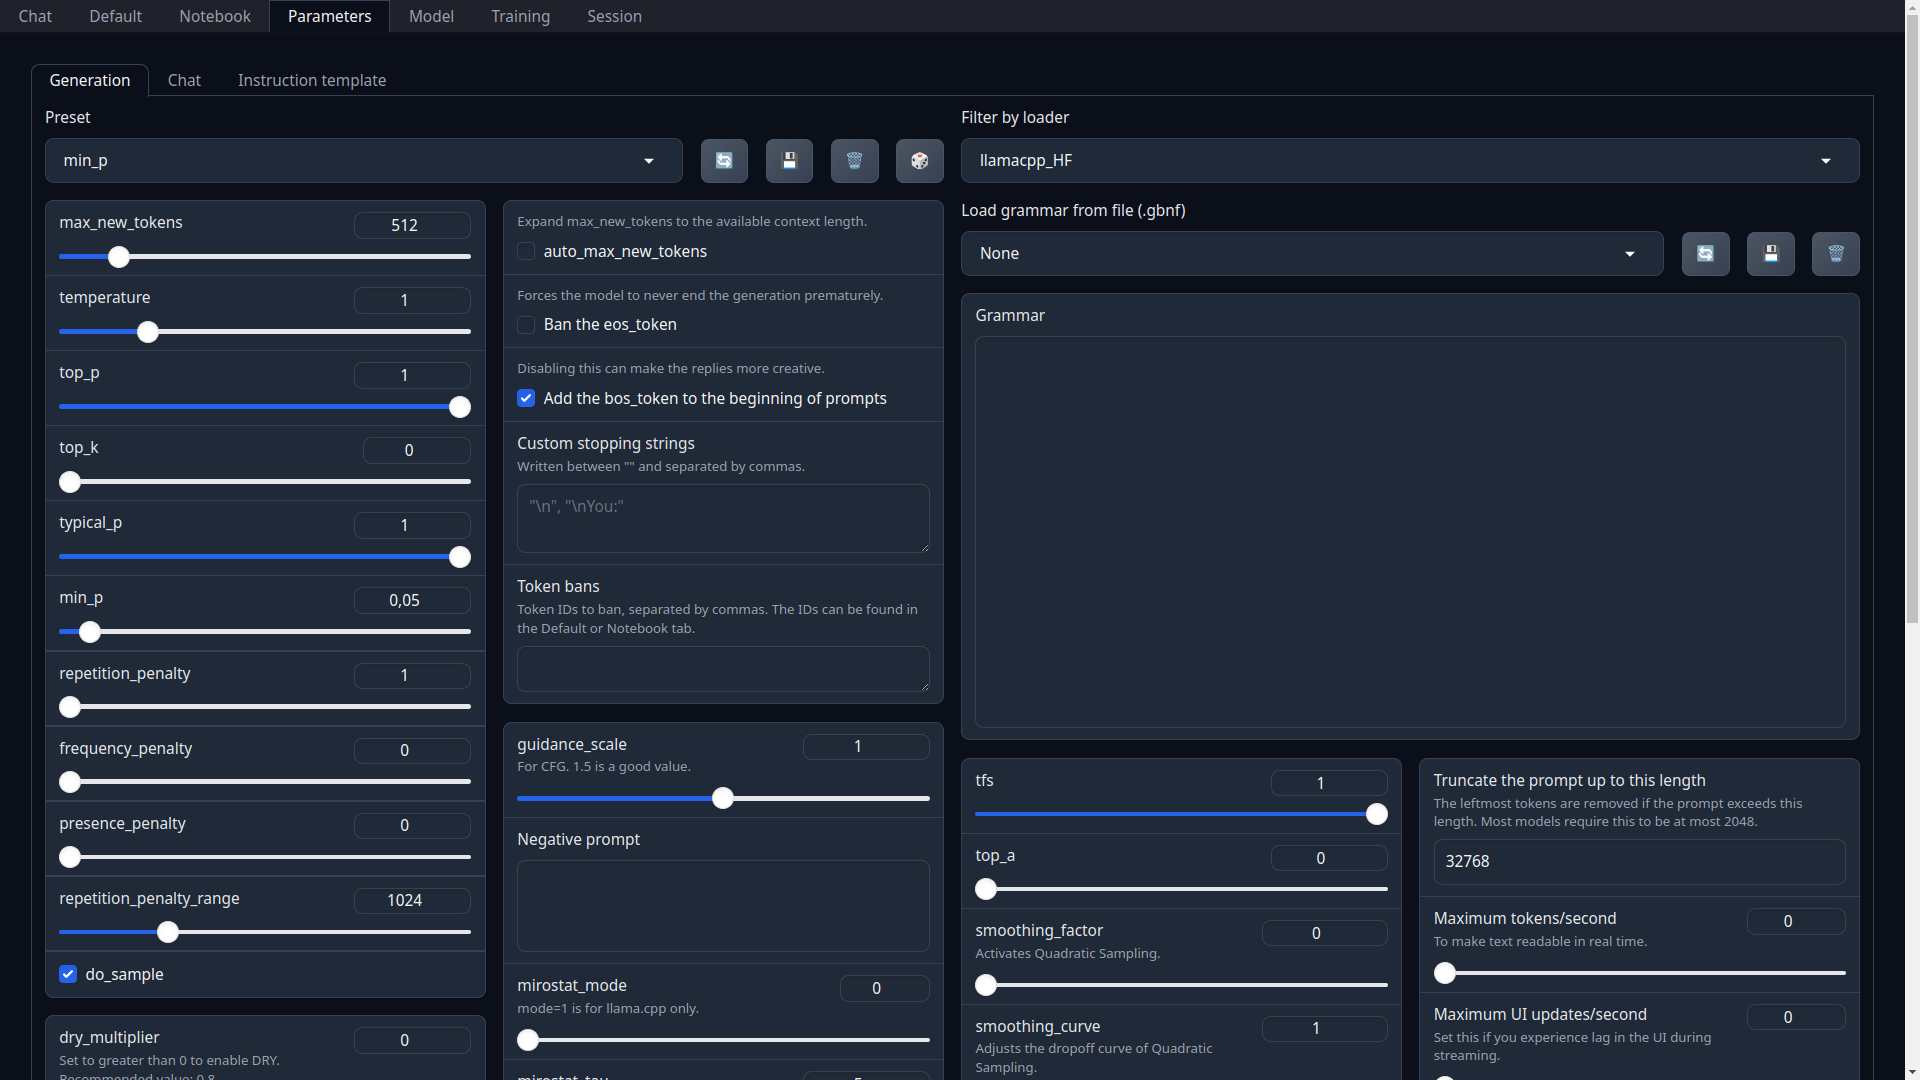 Chat Default Notebook Parameters Model Training Session
Generation Chat Instruction template
Preset
min_p
max_new_tokens 512
temperature 1
top_p 1
top_k 0
typical_p 1
min_p 0,05
repetition_penalty 1
frequency_penalty 0
presence_penalty 0
repetition_penalty_range 1024
do_sample
dry_multiplier 0
Set to greater than 0 to enable DRY.
Recommended value: 0.8.
Expand max_new_tokens to the available context length.
auto_max_new_tokens
Forces the model to never end the generation prematurely.
Ban the eos_token
Disabling this can make the replies more creative.
Add the bos_token to the beginning of prompts
Custom stopping strings
Written between "" and separated by commas.
"\n", "\nYou:"
Token bans
Token IDs to ban, separated by commas. The IDs can be found in
the Default or Notebook tab.
guidance_scale 1
For CFG. 1.5 is a good value.
Negative prompt
mirostat_mode 0
mode=1 is for llama.cpp only.
mirostat_tau 5
Filter by loader
llamacpp_HF
Load grammar from file (.gbnf)
None
Grammar
tfs 1
top_a 0
smoothing_factor 0
Activates Quadratic Sampling.
smoothing_curve 1
Adjusts the dropoff curve of Quadratic
Sampling.
Truncate the prompt up to this length
The leftmost tokens are removed if the prompt exceeds this
length. Most models require this to be at most 2048.
32768
Maximum tokens/second 0
To make text readable in real time.
Maximum UI updates/second 0
Set this if you experience lag in the UI during
streaming.